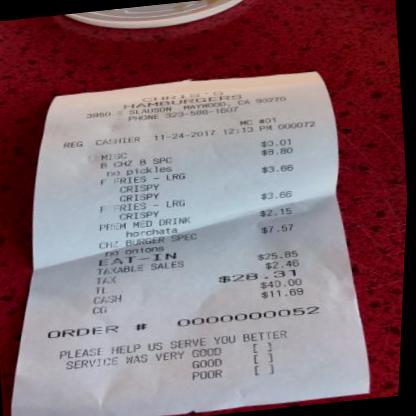 CHRIS'S
HAMBURGERS
3950 E SLAUSON MAYWOOD, CA 90270
PHONE 323-588-1607
MC #01
REG CASHIER 11-24-2017 12:13 PM 000072
MISC $0.01
B CHZ B SPC $8.80
no pickles
F FRIES - LRG $3.66
CRISPY
CRISPY
F FRIES - LRG $3.66
CRISPY
PREM MED DRINK $2.15
horchata
CHZ BURGER SPEC $7.57
no onions
EAT-IN
TAXABLE SALES $25.85
TAX $2.46
TL $28.31
CASH $40.00
CG $11.69
ORDER # 0000000052
PLEASE HELP US SERVE YOU BETTER
SERVICE WAS VERY GOOD [ ]
GOOD [ ]
POOR [ ]